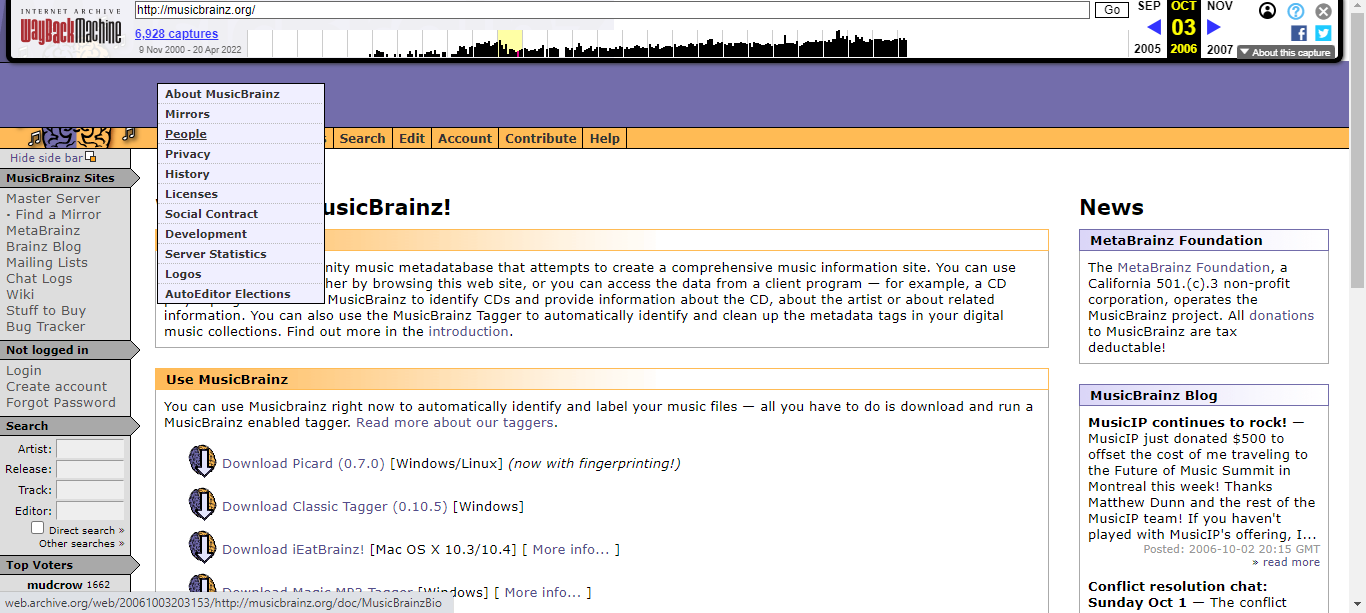 INTERNET ARCHIVE
WayBackMachine
http://musicbrainz.org/
Go
6,928 captures
9 Nov 2000 - 20 Apr 2022
SEP OCT NOV
03
2005 2006 2007
About this capture
About MusicBrainz
Mirrors
People
Privacy
History
Licenses
Social Contract
Development
Server Statistics
Logos
AutoEditor Elections
Search Edit Account Contribute Help
Hide side bar
MusicBrainz Sites
Master Server
· Find a Mirror
MetaBrainz
Brainz Blog
Mailing Lists
Chat Logs
Wiki
Stuff to Buy
Bug Tracker
Not logged in
Login
Create account
Forgot Password
Search
Artist:
Release:
Track:
Editor:
Direct search »
Other searches »
Top Voters
mudcrow 1662
usicBrainz!
nity music metadatabase that attempts to create a comprehensive music information site. You can use
her by browsing this web site, or you can access the data from a client program — for example, a CD
MusicBrainz to identify CDs and provide information about the CD, about the artist or about related
information. You can also use the MusicBrainz Tagger to automatically identify and clean up the metadata tags in your digital
music collections. Find out more in the introduction.
Use MusicBrainz
You can use Musicbrainz right now to automatically identify and label your music files — all you have to do is download and run a
MusicBrainz enabled tagger. Read more about our taggers.
Download Picard (0.7.0) [Windows/Linux] (now with fingerprinting!)
Download Classic Tagger (0.10.5) [Windows]
Download iEatBrainz! [Mac OS X 10.3/10.4] [ More info... ]
Download Magic MP3 Tagger [Windows] [ More info... ]
News
MetaBrainz Foundation
The MetaBrainz Foundation, a
California 501.(c).3 non-profit
corporation, operates the
MusicBrainz project. All donations
to MusicBrainz are tax
deductable!
MusicBrainz Blog
MusicIP continues to rock! —
MusicIP just donated $500 to
offset the cost of me traveling to
the Future of Music Summit in
Montreal this week! Thanks
Matthew Dunn and the rest of the
MusicIP team! If you haven't
played with MusicIP's offering, I...
Posted: 2006-10-02 20:15 GMT
» read more
Conflict resolution chat:
Sunday Oct 1 — The conflict
web.archive.org/web/20061003203153/http://musicbrainz.org/doc/MusicBrainzBio